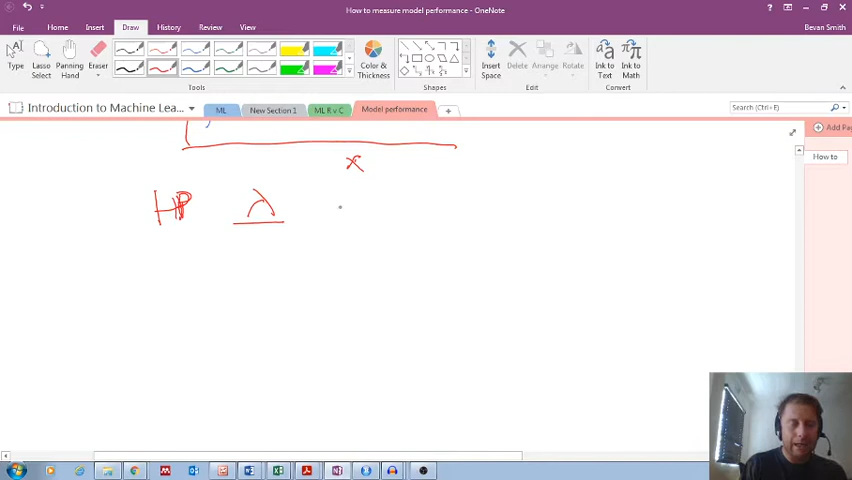 How to measure model performance - OneNote
File Home Insert Draw History Review View
Bevan Smith
Type Lasso Select Panning Hand Eraser Color & Thickness Insert Space Delete Arrange Rotate Ink to Text Ink to Math
Tools Shapes Edit Convert
Introduction to Machine Lea... ML New Section 1 ML R v C Model performance + Search (Ctrl+E)
Add Pag
How to
x
HP λ